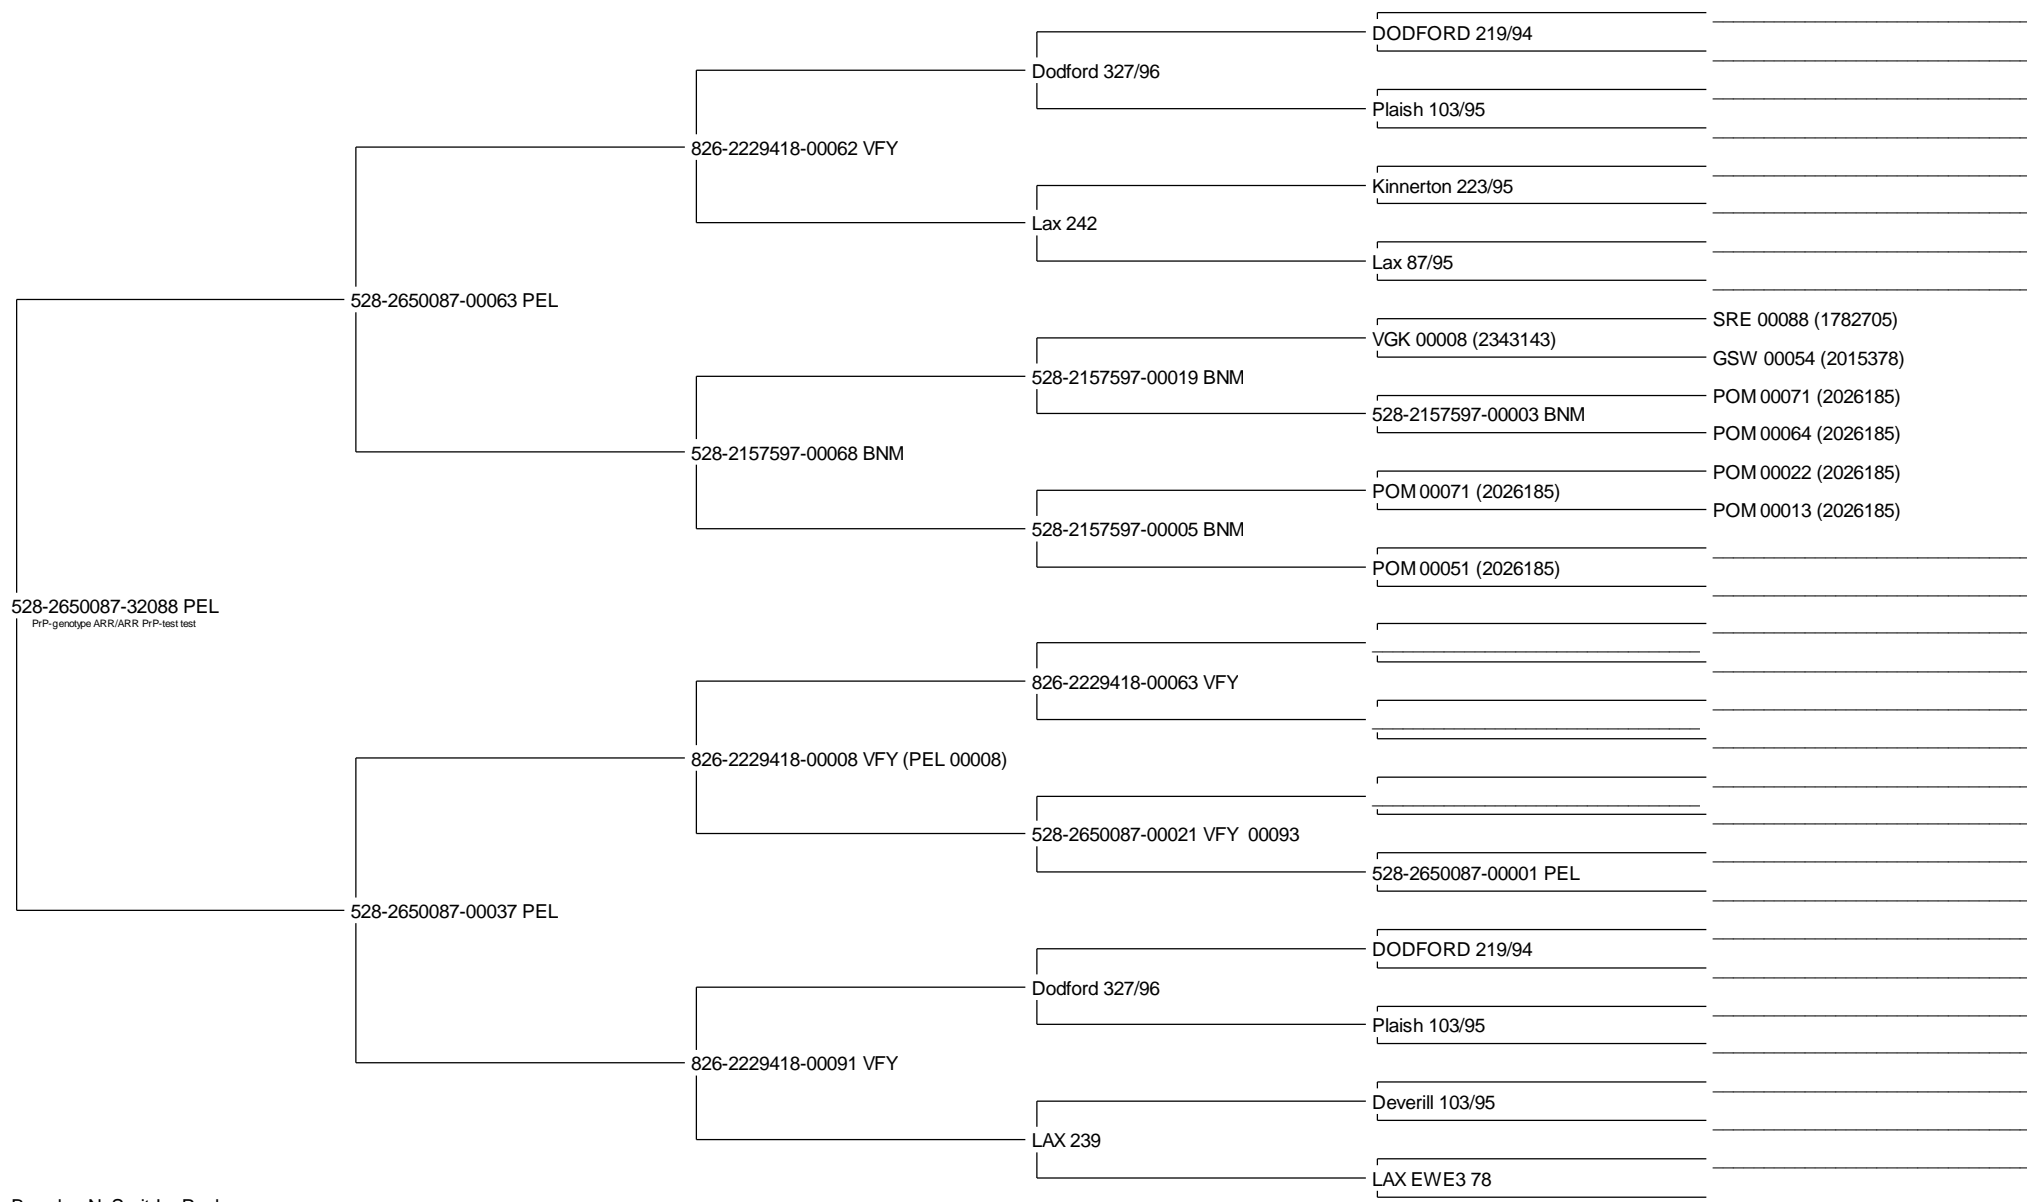 DODFORD 219/94
Dodford 327/96
Plaish 103/95
826-2229418-00062 VFY
Kinnerton 223/95
Lax 242
Lax 87/95
528-2650087-00063 PEL
SRE 00088 (1782705)
VGK 00008 (2343143)
GSW 00054 (2015378)
528-2157597-00019 BNM
POM 00071 (2026185)
528-2157597-00003 BNM
POM 00064 (2026185)
528-2157597-00068 BNM
POM 00022 (2026185)
POM 00071 (2026185)
POM 00013 (2026185)
528-2157597-00005 BNM
POM 00051 (2026185)
528-2650087-32088 PEL
PrP-genotype ARR/ARR PrP-test test
826-2229418-00063 VFY
826-2229418-00008 VFY (PEL 00008)
528-2650087-00021 VFY 00093
528-2650087-00001 PEL
528-2650087-00037 PEL
DODFORD 219/94
Dodford 327/96
Plaish 103/95
826-2229418-00091 VFY
Deverill 103/95
LAX 239
LAX EWE3 78